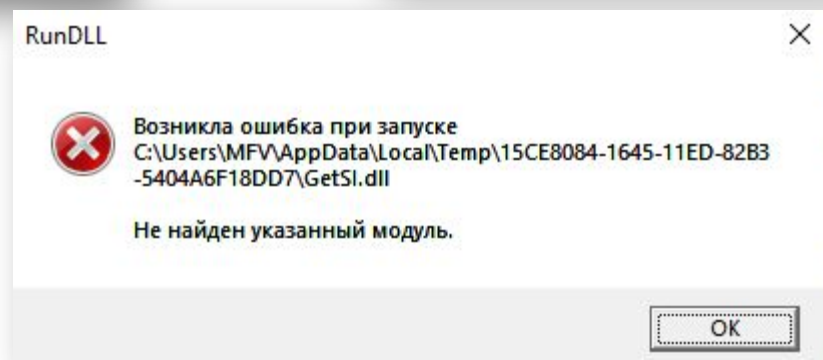 RunDLL
Возникла ошибка при запуске
C:\Users\MFV\AppData\Local\Temp\15CE8084-1645-11ED-82B3
-5404A6F18DD7\GetSI.dll
Не найден указанный модуль.
OK